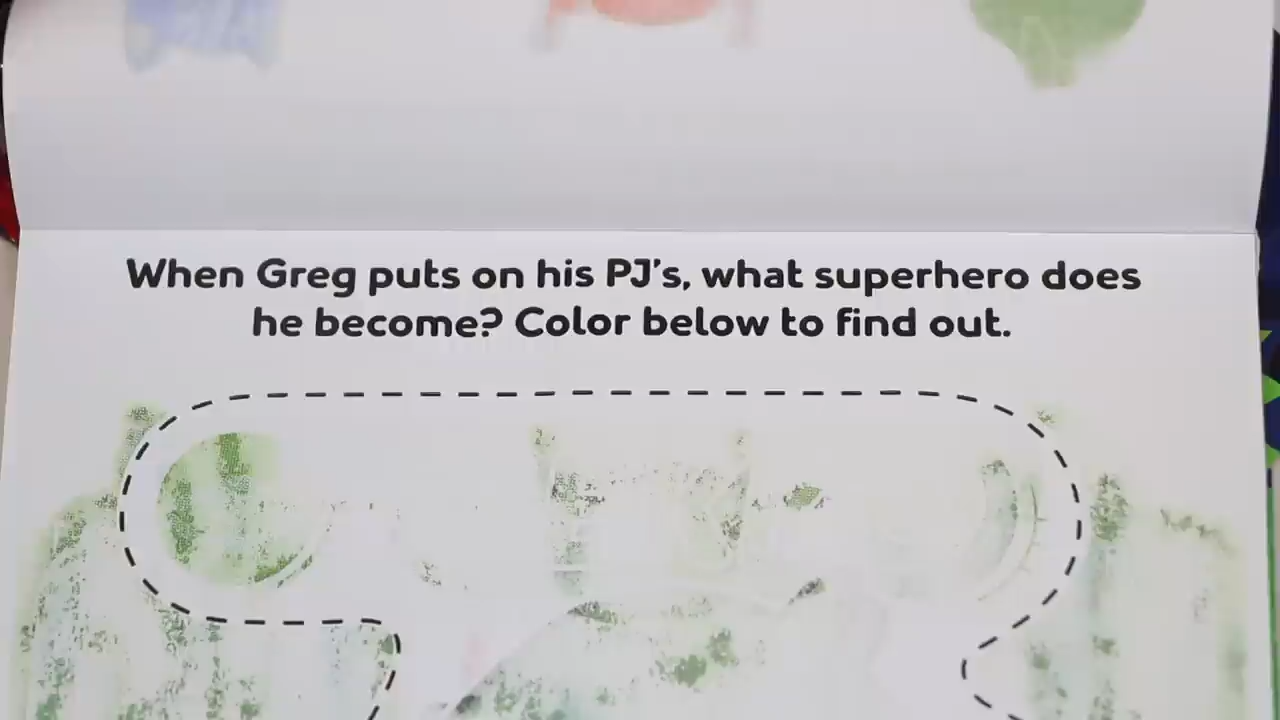 When Greg puts on his PJ's, what superhero does
he become? Color below to find out.